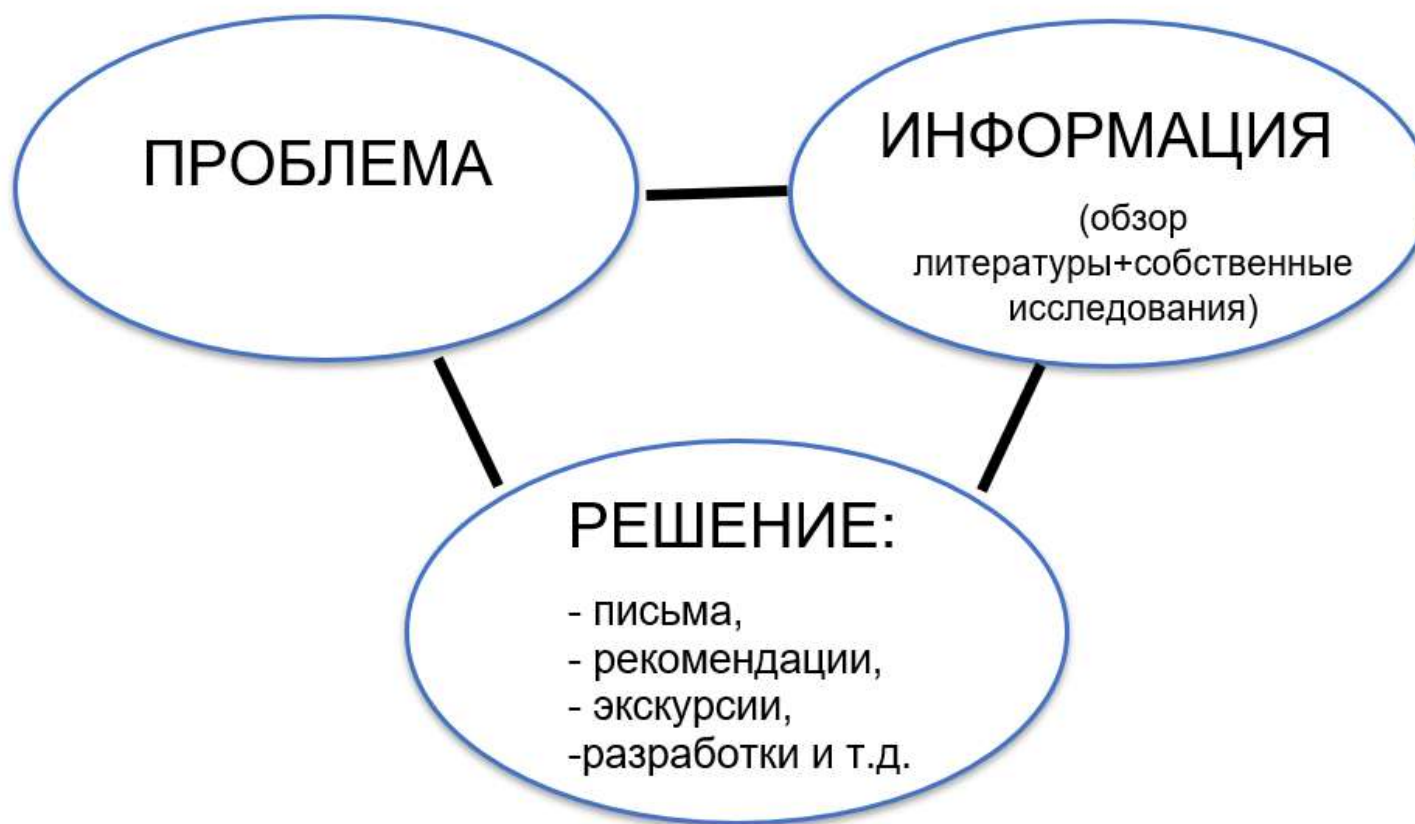 ПРОБЛЕМА
ИНФОРМАЦИЯ
(обзор
литературы+собственные
исследования)
РЕШЕНИЕ:
- письма,
- рекомендации,
- экскурсии,
-разработки и т.д.